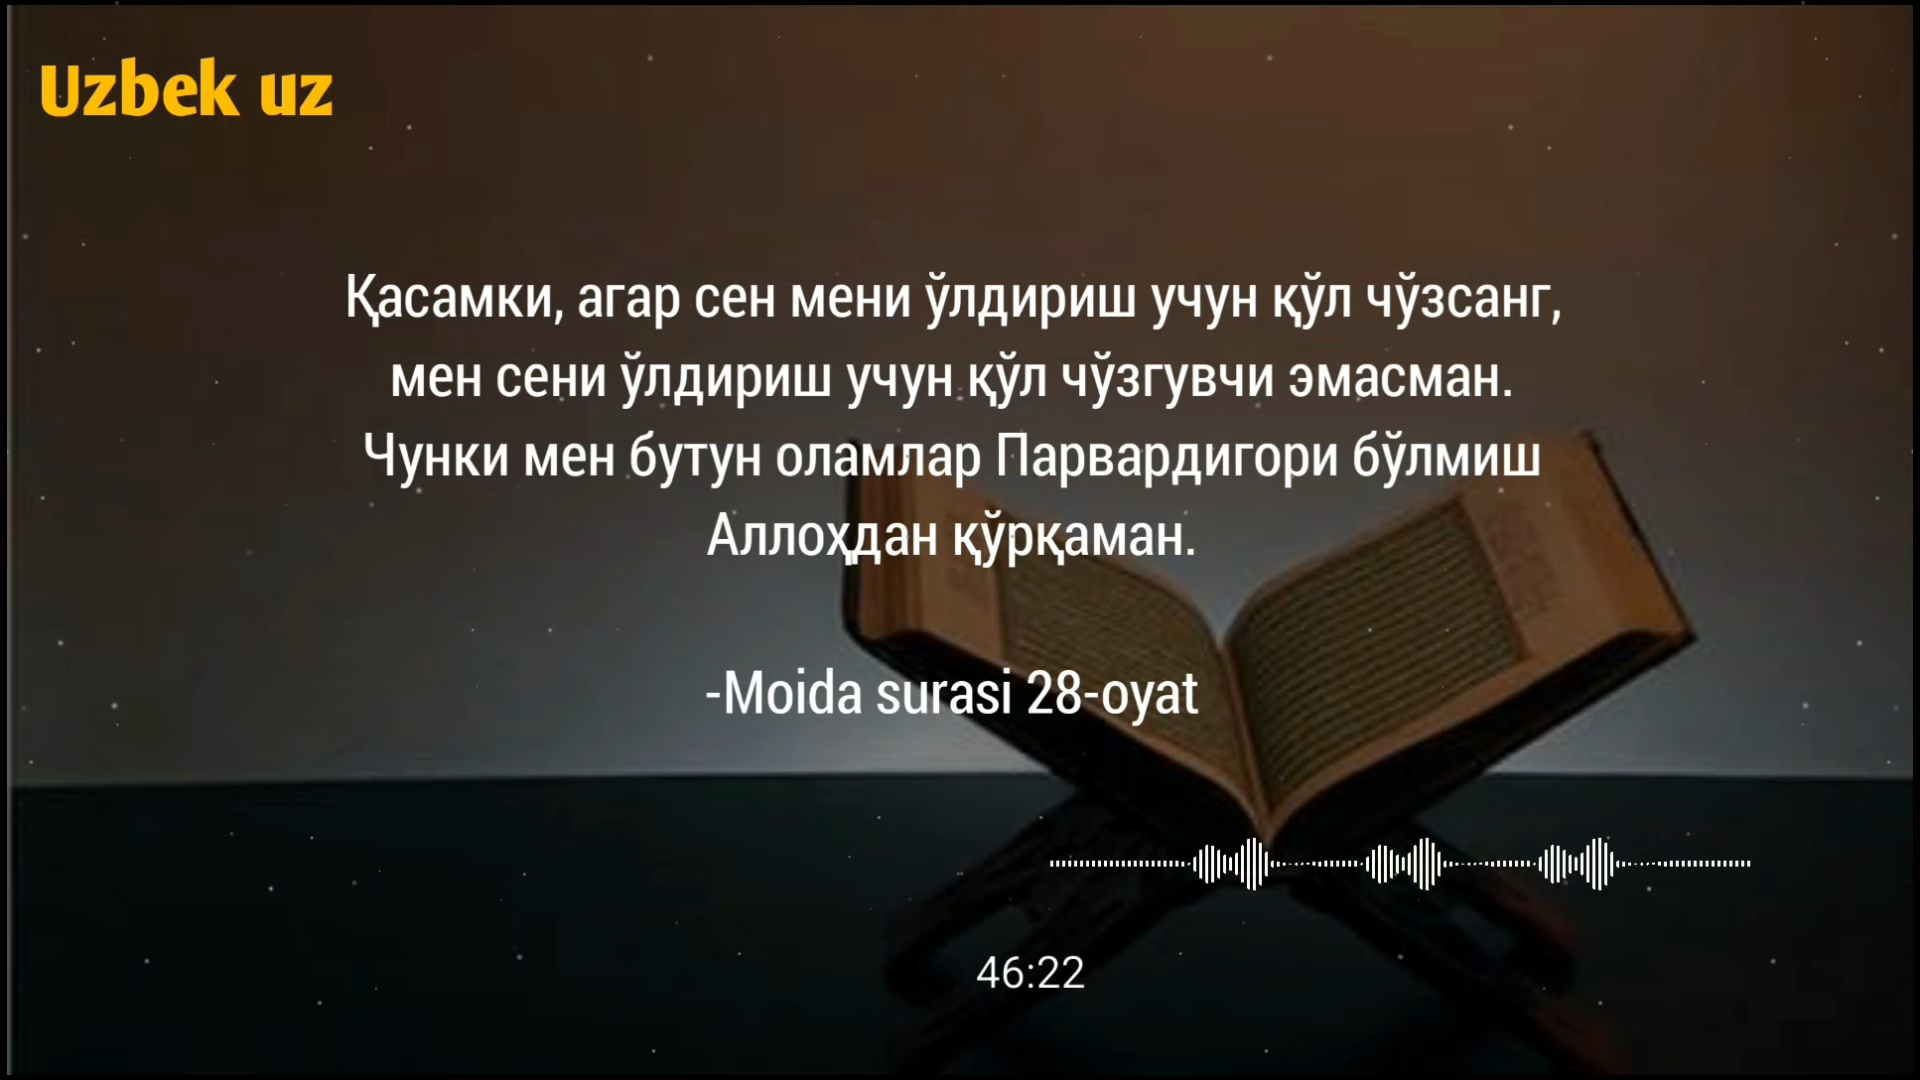 Uzbek uz
Қасамки, агар сен мени ўлдириш учун қўл чўзсанг,
мен сени ўлдириш учун қўл чўзгувчи эмасман.
Чунки мен бутун оламлар Парвардигори бўлмиш
Аллоҳдан қўрқаман.
-Moida surasi 28-oyat
46:22